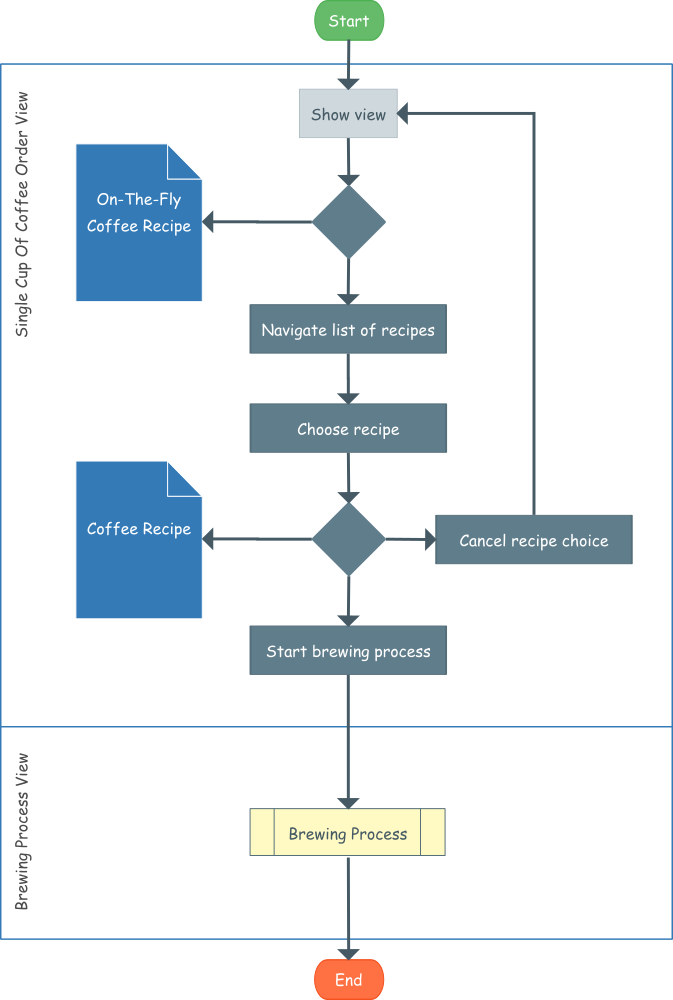 Start
Single Cup Of Coffee Order View
Show view
On-The-Fly
Coffee Recipe
Navigate list of recipes
Choose recipe
Coffee Recipe
Cancel recipe choice
Start brewing process
Brewing Process View
Brewing Process
End